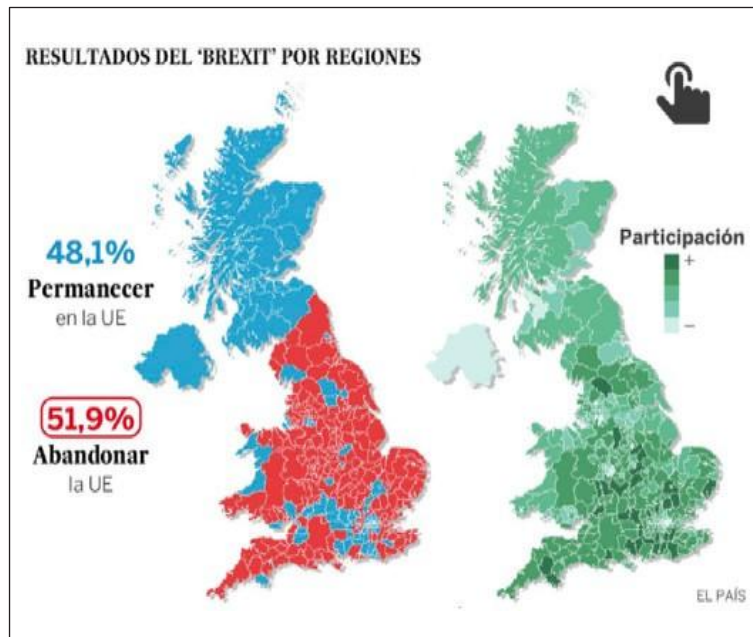 RESULTADOS DEL ‘BREXIT’ POR REGIONES
48,1%
Permanecer
en la UE
51,9%
Abandonar
la UE
Participación
+
−
EL PAÍS